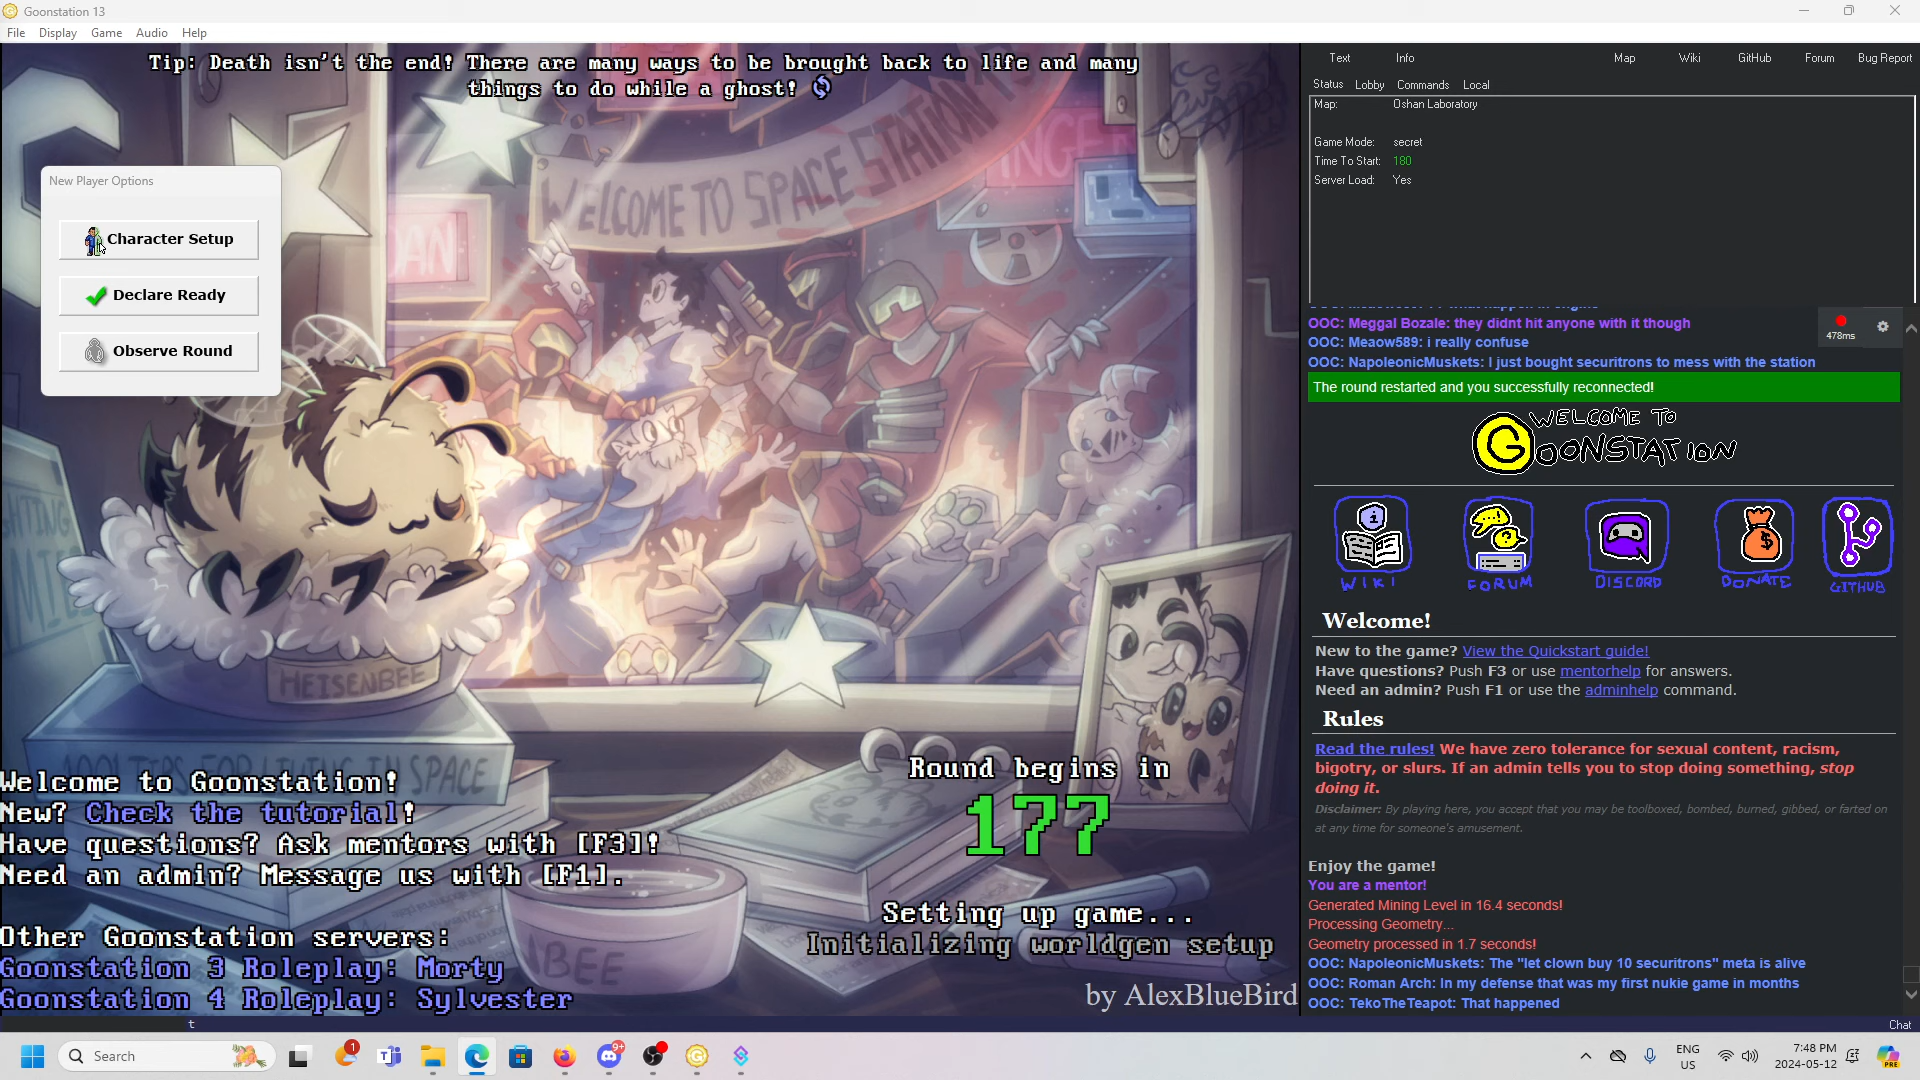 Goonstation 13
File Display Game Audio Help
Tip: Death isn't the end! There are many ways to be brought back to life and many
things to do while a ghost!
New Player Options
Character Setup
Declare Ready
Observe Round
WELCOME TO SPACE STATION
HEISENBEE
Welcome to Goonstation!
New? Check the tutorial!
Have questions? Ask mentors with [F3]!
Need an admin? Message us with [F1].
Other Goonstation servers:
Goonstation 3 Roleplay: Morty
Goonstation 4 Roleplay: Sylvester
Round begins in
177
Setting up game...
Initializing worldgen setup
by AlexBlueBird
t
Text Info Map Wiki GitHub Forum Bug Report
Status Lobby Commands Local
Map: Oshan Laboratory
Game Mode: secret
Time To Start: 180
Server Load: Yes
478ms
OOC: Meggal Bozale: they didnt hit anyone with it though
OOC: Meaow589: i really confuse
OOC: NapoleonicMuskets: I just bought securitrons to mess with the station
The round restarted and you successfully reconnected!
WELCOME TO
GOONSTATION
WIKI FORUM DISCORD DONATE GITHUB
Welcome!
New to the game? View the Quickstart guide!
Have questions? Push F3 or use mentorhelp for answers.
Need an admin? Push F1 or use the adminhelp command.
Rules
Read the rules! We have zero tolerance for sexual content, racism,
bigotry, or slurs. If an admin tells you to stop doing something, stop
doing it.
Disclaimer: By playing here, you accept that you may be toolboxed, bombed, burned, gibbed, or farted on
at any time for someone's amusement.
Enjoy the game!
You are a mentor!
Generated Mining Level in 16.4 seconds!
Processing Geometry...
Geometry processed in 1.7 seconds!
OOC: NapoleonicMuskets: The "let clown buy 10 securitrons" meta is alive
OOC: Roman Arch: In my defense that was my first nukie game in months
OOC: TekoTheTeapot: That happened
Chat
Search
1
9+
ENG
US
7:48 PM
2024-05-12
PRE